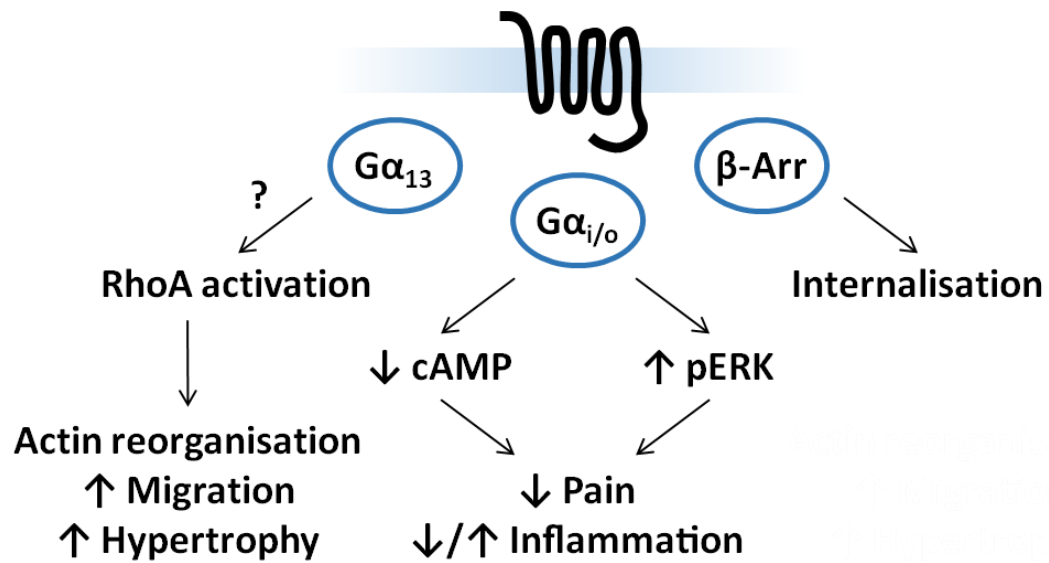 Gα13
β-Arr
?
Gαi/o
RhoA activation
Internalisation
↓ cAMP
↑ pERK
Actin reorganisation
↑ Migration
↑ Hypertrophy
↓ Pain
↓/↑ Inflammation